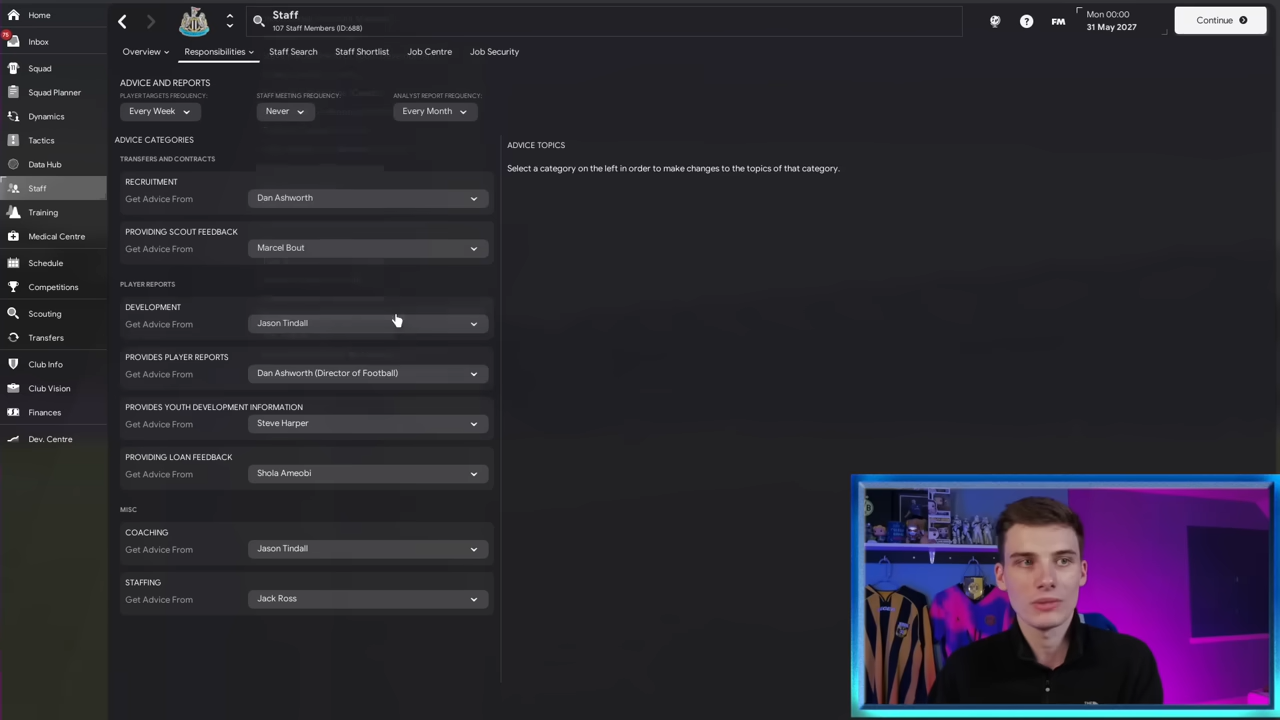 Home
Staff
107 Staff Members (ID:688)
FM
Mon 00:00
31 May 2027
Continue
75
Inbox
Squad
Squad Planner
Dynamics
Tactics
Data Hub
Staff
Training
Medical Centre
Schedule
Competitions
Scouting
Transfers
Club Info
Club Vision
Finances
Dev. Centre
Overview
Responsibilities
Staff Search
Staff Shortlist
Job Centre
Job Security
ADVICE AND REPORTS
PLAYER TARGETS FREQUENCY:
STAFF MEETING FREQUENCY:
ANALYST REPORT FREQUENCY:
Every Week
Never
Every Month
ADVICE CATEGORIES
TRANSFERS AND CONTRACTS
RECRUITMENT
Get Advice From
Dan Ashworth
PROVIDING SCOUT FEEDBACK
Get Advice From
Marcel Bout
PLAYER REPORTS
DEVELOPMENT
Get Advice From
Jason Tindall
PROVIDES PLAYER REPORTS
Get Advice From
Dan Ashworth (Director of Football)
PROVIDES YOUTH DEVELOPMENT INFORMATION
Get Advice From
Steve Harper
PROVIDING LOAN FEEDBACK
Get Advice From
Shola Ameobi
MISC
COACHING
Get Advice From
Jason Tindall
STAFFING
Get Advice From
Jack Ross
ADVICE TOPICS
Select a category on the left in order to make changes to the topics of that category.